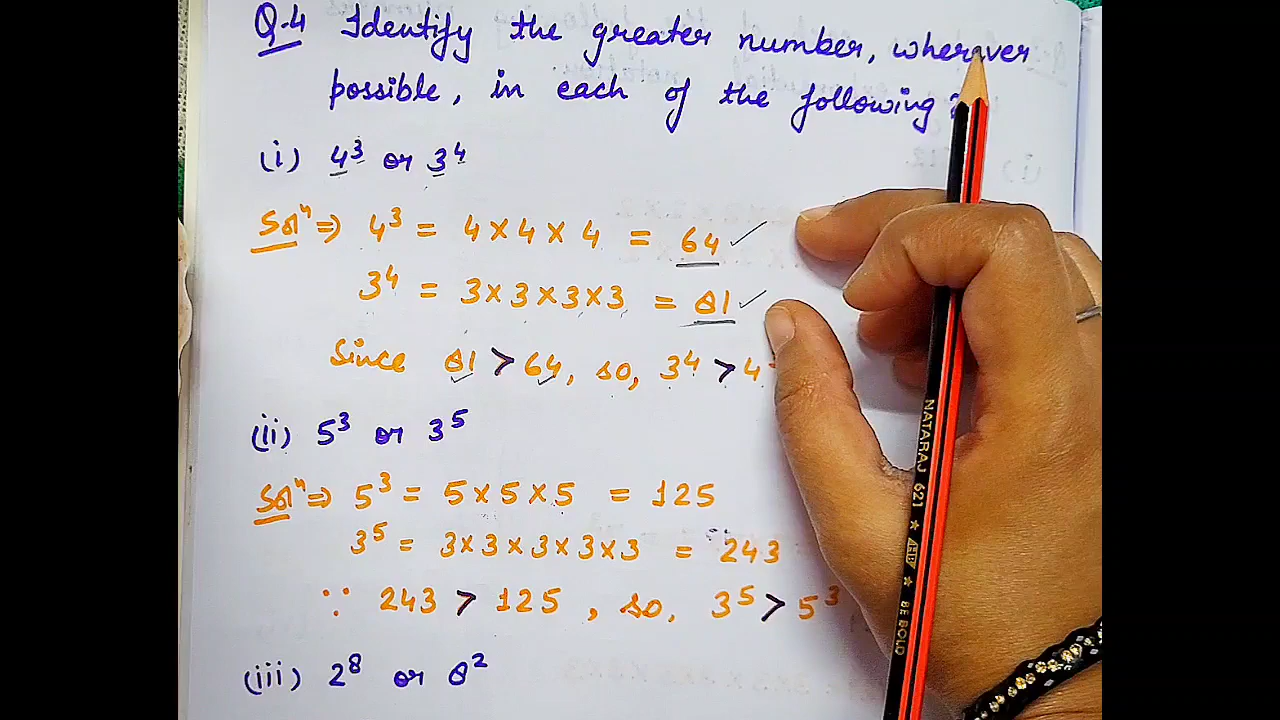 Q.4 Identify the greater number, wherever
possible, in each of the following
(i) 4³ or 3⁴
Solⁿ ⇒ 4³ = 4 × 4 × 4 = 64 ✓
3⁴ = 3 × 3 × 3 × 3 = 81 ✓
Since 81 > 64, so, 3⁴ > 4
(ii) 5³ or 3⁵
Solⁿ ⇒ 5³ = 5 × 5 × 5 = 125
3⁵ = 3 × 3 × 3 × 3 × 3 = 243
∵ 243 > 125, so, 3⁵ > 5³
(iii) 2⁸ or 8²
NATARAJ 621 ★ HB ★ BE BOLD